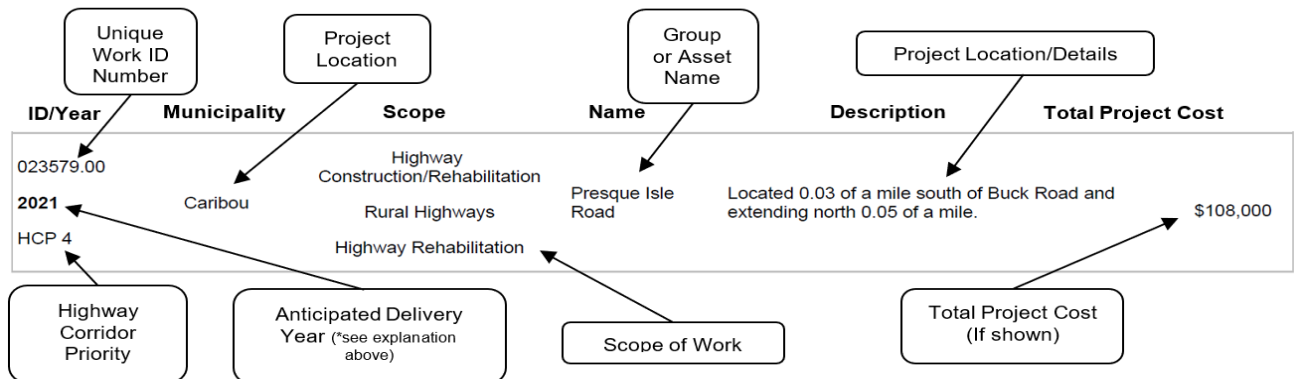 Unique
Work ID
Number
Project
Location
Group
or Asset
Name
Project Location/Details
ID/Year Municipality Scope Name Description Total Project Cost
023579.00
2021
HCP 4
Caribou
Highway
Construction/Rehabilitation
Rural Highways
Highway Rehabilitation
Presque Isle
Road
Located 0.03 of a mile south of Buck Road and
extending north 0.05 of a mile.
$108,000
Highway
Corridor
Priority
Anticipated Delivery
Year (*see explanation
above)
Scope of Work
Total Project Cost
(If shown)